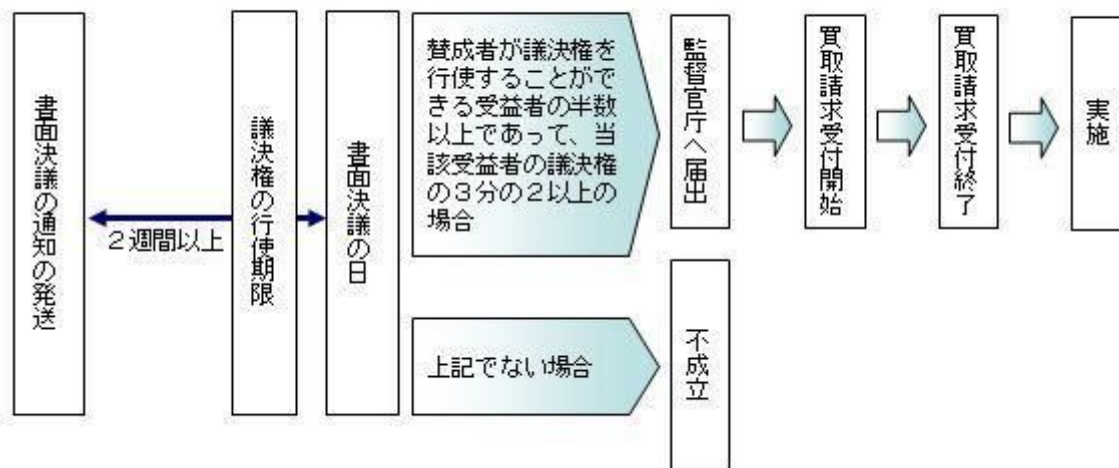 書面決議の通知の発送
２週間以上
議決権の行使期限
書面決議の日
賛成者が議決権を
行使することがで
きる受益者の半数
以上であって、当
該受益者の議決権
の３分の２以上の
場合
監督官庁へ届出
買取請求受付開始
買取請求受付終了
実施
上記でない場合
不成立